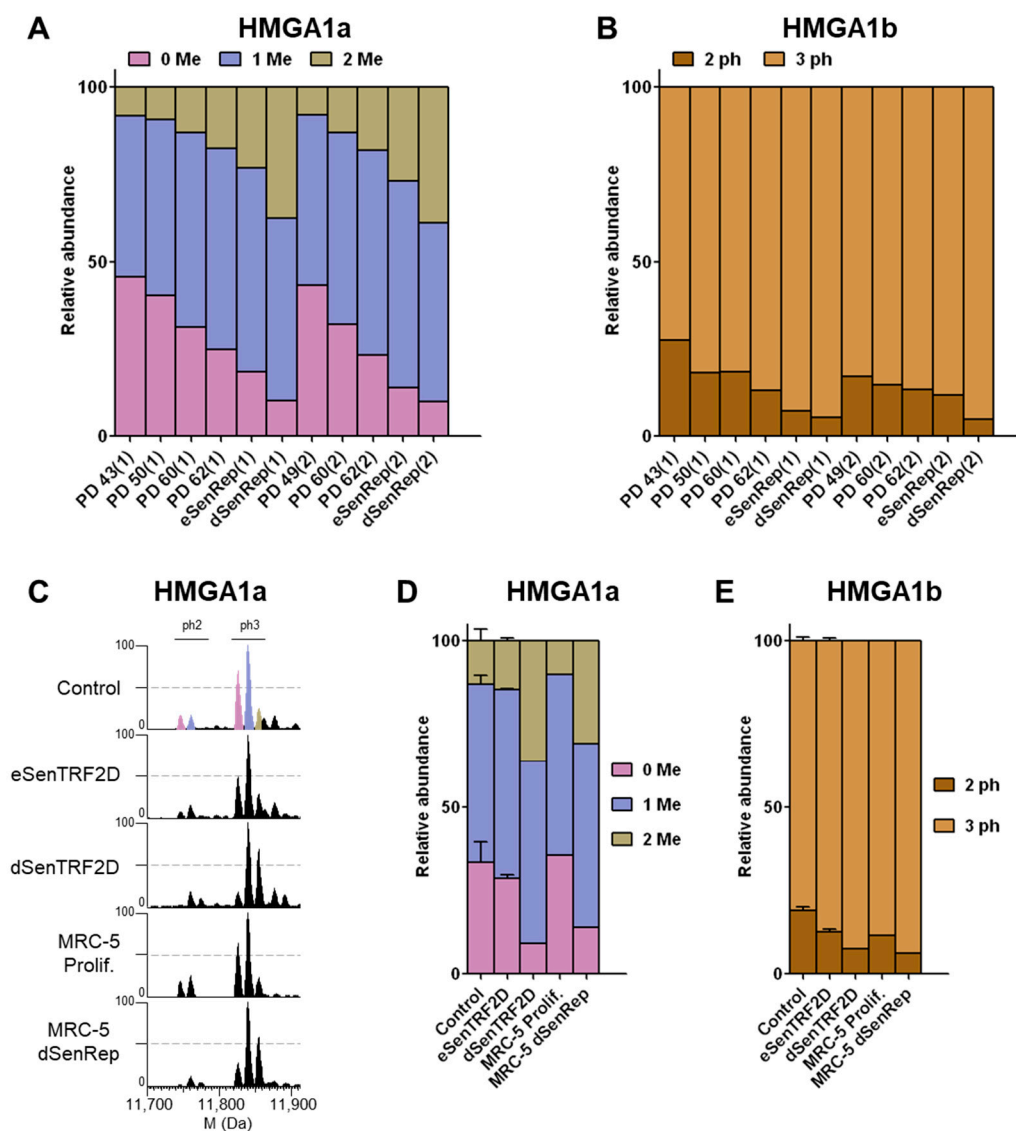 A
HMGA1a
0 Me 1 Me 2 Me
Relative abundance
100
50
0
PD 43(1)
PD 50(1)
PD 60(1)
PD 62(1)
eSenRep(1)
dSenRep(1)
PD 49(2)
PD 60(2)
PD 62(2)
eSenRep(2)
dSenRep(2)
B
HMGA1b
2 ph 3 ph
Relative abundance
100
50
0
PD 43(1)
PD 50(1)
PD 60(1)
PD 62(1)
eSenRep(1)
dSenRep(1)
PD 49(2)
PD 60(2)
PD 62(2)
eSenRep(2)
dSenRep(2)
C
HMGA1a
ph2 ph3
100
Control
0
100
eSenTRF2D
0
100
dSenTRF2D
0
100
MRC-5
Prolif.
0
100
MRC-5
dSenRep
0
11,700 11,800 11,900
M (Da)
D
HMGA1a
Relative abundance
100
50
0
0 Me
1 Me
2 Me
Control
eSenTRF2D
dSenTRF2D
MRC-5 Prolif.
MRC-5 dSenRep
E
HMGA1b
Relative abundance
100
50
0
2 ph
3 ph
Control
eSenTRF2D
dSenTRF2D
MRC-5 Prolif.
MRC-5 dSenRep